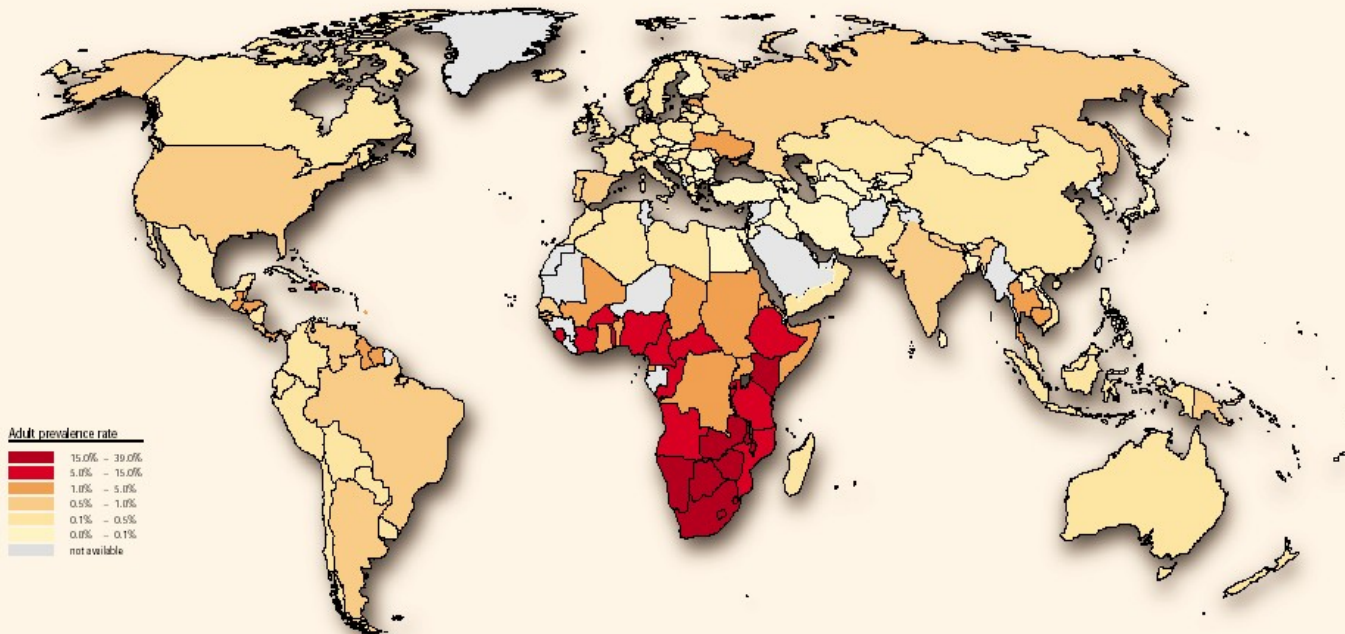 Adult prevalence rate
15.0% – 39.0%
5.0% – 15.0%
1.0% – 5.0%
0.5% – 1.0%
0.1% – 0.5%
0.0% – 0.1%
not available